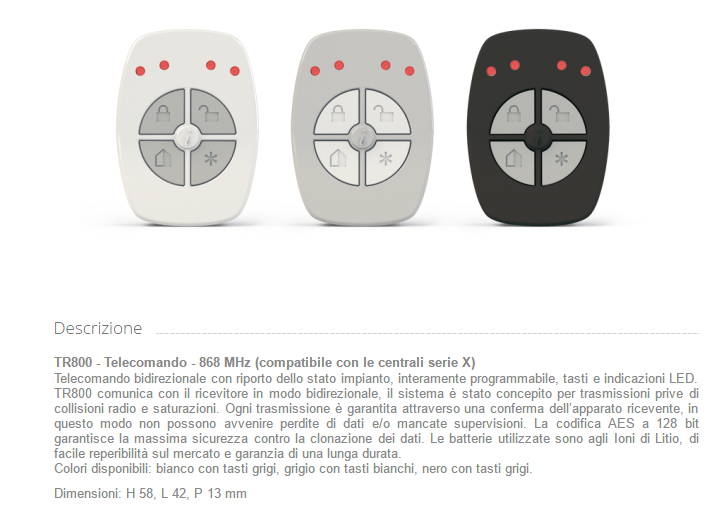 Descrizione
TR800 - Telecomando - 868 MHz (compatibile con le centrali serie X)
Telecomando bidirezionale con riporto dello stato impianto, interamente programmabile, tasti e indicazioni LED.
TR800 comunica con il ricevitore in modo bidirezionale, il sistema è stato concepito per trasmissioni prive di
collisioni radio e saturazioni. Ogni trasmissione è garantita attraverso una conferma dell'apparato ricevente, in
questo modo non possono avvenire perdite di dati e/o mancate supervisioni. La codifica AES a 128 bit
garantisce la massima sicurezza contro la clonazione dei dati. Le batterie utilizzate sono agli Ioni di Litio, di
facile reperibilità sul mercato e garanzia di una lunga durata.
Colori disponibili: bianco con tasti grigi, grigio con tasti bianchi, nero con tasti grigi.
Dimensioni: H 58, L 42, P 13 mm